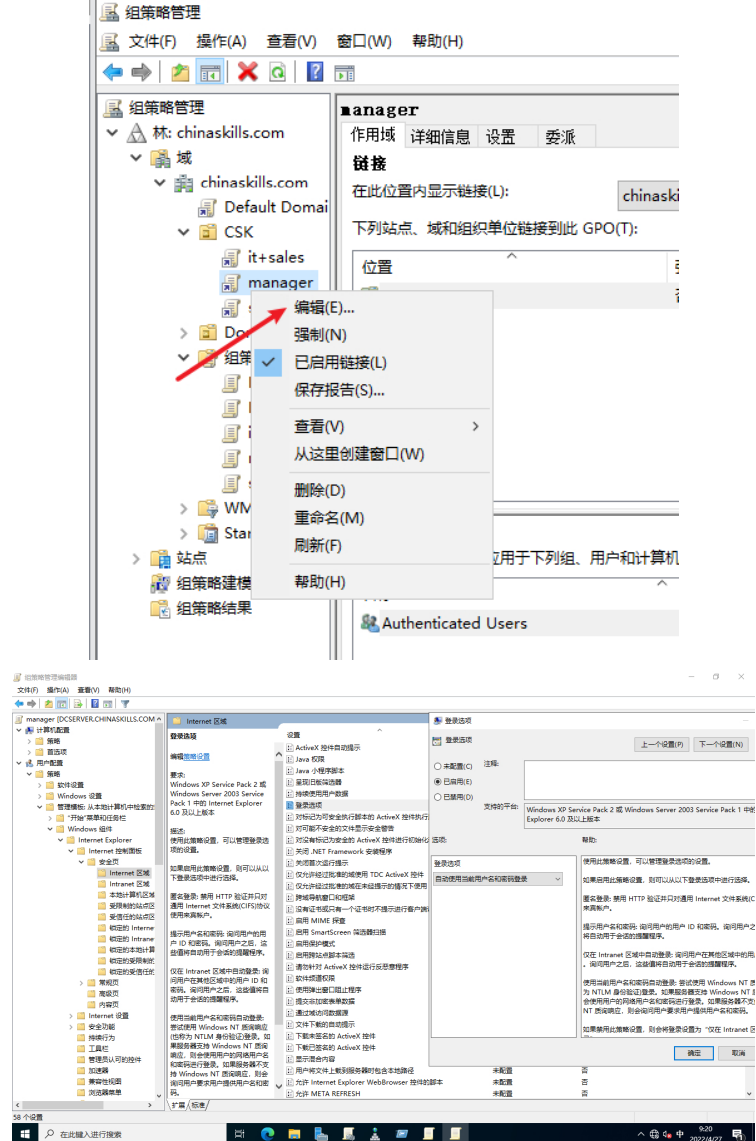 组策略管理
文件(F) 操作(A) 查看(V) 窗口(W) 帮助(H)
组策略管理
林: chinaskills.com
域
chinaskills.com
Default Domai
CSK
it+sales
manager
站点
组策略建模
组策略结果
manager
作用域 详细信息 设置 委派
链接
在此位置内显示链接(L):
chinaski
下列站点、域和组织单位链接到此 GPO(T):
位置
编辑(E)...
强制(N)
已启用链接(L)
保存报告(S)...
查看(V)
从这里创建窗口(W)
删除(D)
重命名(M)
刷新(F)
帮助(H)
应用于下列组、用户和计算机
Authenticated Users
组策略管理编辑器
文件(F) 操作(A) 查看(V) 帮助(H)
manager [DCSERVER.CHINASKILLS.COM
计算机配置
策略
首选项
用户配置
策略
软件设置
Windows 设置
管理模板: 从本地计算机中检索的
"开始"菜单和任务栏
Windows 组件
Internet Explorer
Internet 控制面板
安全页
Internet 区域
Intranet 区域
本地计算机区域
受限制的站点区
受信任的站点区
锁定的 Interne
锁定的 Intrane
锁定的本地计算
锁定的受限制的
锁定的受信任的
常规页
高级页
内容页
Internet 设置
安全功能
持续行为
工具栏
管理员认可的控件
加速器
兼容性视图
浏览器菜单
Internet 区域
登录选项
编辑策略设置
要求:
Windows XP Service Pack 2 或
Windows Server 2003 Service
Pack 1 中的 Internet Explorer
6.0 及以上版本
描述:
使用此策略设置，可以管理登录选
项的设置。
如果启用此策略设置，则可以从以
下登录选项中进行选择。
匿名登录: 禁用 HTTP 验证并只对
通用 Internet 文件系统(CIFS)协议
使用来宾帐户。
提示用户名和密码: 询问用户的用
户 ID 和密码。询问用户之后，这
些值将自动用于会话的提醒程序。
仅在 Intranet 区域中自动登录: 询
问用户在其他区域中的用户 ID 和
密码。询问用户之后，这些值将自
动用于会话的提醒程序。
使用当前用户名和密码自动登录:
尝试使用 Windows NT 质询响应
(也称为 NTLM 身份验证)登录。如
果服务器支持 Windows NT 质询
响应，则会使用用户的网络用户名
和密码进行登录。如果服务器不支
持 Windows NT 质询响应，则会
询问用户要求用户提供用户名和密
码。
设置
ActiveX 控件自动提示
Java 权限
Java 小程序脚本
呈现旧版筛选器
持续使用用户数据
登录选项
对标记为可安全执行脚本的 ActiveX 控件执行
对可能不安全的文件显示安全警告
对没有标记为安全的 ActiveX 控件进行初始化
关闭 .NET Framework 安装程序
关闭首次运行提示
仅允许经过批准的域使用 TDC ActiveX 控件
仅允许经过批准的域在未经提示的情况下使用
跨域导航窗口和框架
没有证书或只有一个证书时不提示进行客户端
启用 MIME 探查
启用 SmartScreen 筛选器扫描
启用保护模式
启用跨站点脚本筛选
请勿针对 ActiveX 控件运行反恶意程序
软件频道权限
使用弹出窗口阻止程序
提交非加密表单数据
通过域访问数据源
文件下载的自动提示
下载未签名的 ActiveX 控件
下载已签名的 ActiveX 控件
显示混合内容
用户将文件上载到服务器时包含本地路径 未配置 否
允许 Internet Explorer WebBrowser 控件的脚本 未配置 否
允许 META REFRESH 未配置 否
扩展 标准
58 个设置
登录选项
登录选项
上一个设置(P) 下一个设置(N)
未配置(C) 注释:
已启用(E)
已禁用(D)
支持的平台:
Windows XP Service Pack 2 或 Windows Server 2003 Service Pack 1 中的
Explorer 6.0 及以上版本
选项: 帮助:
登录选项
自动使用当前用户名和密码登录
使用此策略设置，可以管理登录选项的设置。
如果启用此策略设置，则可以从以下登录选项中进行选择。
匿名登录: 禁用 HTTP 验证并只对通用 Internet 文件系统(C
来宾帐户。
提示用户名和密码: 询问用户的用户 ID 和密码。询问用户之
将自动用于会话的提醒程序。
仅在 Intranet 区域中自动登录: 询问用户在其他区域中的用
。询问用户之后，这些值将自动用于会话的提醒程序。
使用当前用户名和密码自动登录: 尝试使用 Windows NT 质
为 NTLM 身份验证)登录。如果服务器支持 Windows NT 质
会使用用户的网络用户名和密码进行登录。如果服务器不支
NT 质询响应，则会询问用户要求用户提供用户名和密码。
如果禁用此策略设置，则会将登录设置为 "仅在 Intranet 区
确定 取消
在此键入进行搜索
中
9:20
2022/4/27